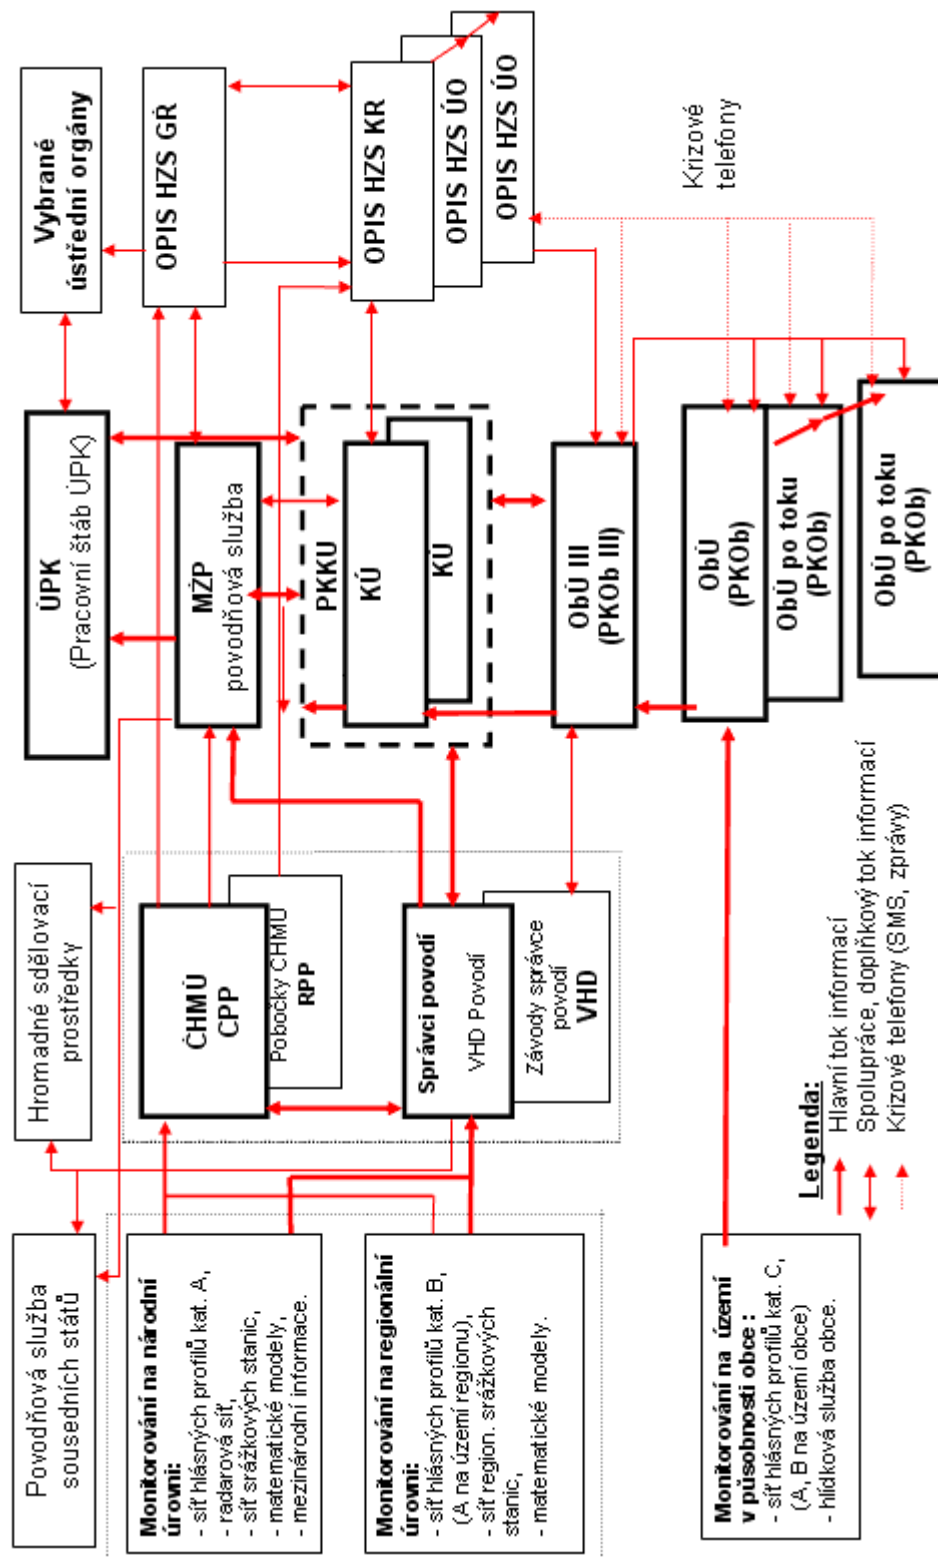 Povodňová služba
sousedních států
Hromadné sdělovací
prostředky
ÚPK
(Pracovní štáb ÚPK)
Vybrané
ústřední orgány
Monitorování na národní
úrovni:
- síť hlásných profilů kat. A,
- radarová síť,
- síť srážkových stanic,
- matematické modely,
- mezinárodní informace.
ČHMÚ
CPP
Pobočky CHMU
RPP
MŽP
povodňová služba
OPIS HZS GŘ
Monitorování na regionální
úrovni:
- síť hlásných profilů kat. B,
(A na území regionu),
- síť region. srážkových
stanic,
- matematické modely.
Správci povodí
VHD Povodí
Závody správce
povodí
VHD
PKKU
KÚ
KÚ
OPIS HZS KR
OPIS HZS ÚO
OPIS HZS ÚO
ObÚ III
(PKOb III)
Krizové
telefony
Monitorování na území
v působnosti obce :
- síť hlásných profilů kat. C,
(A, B na území obce)
- hlídková služba obce.
ObÚ
(PKOb)
ObÚ po toku
(PKOb)
ObÚ po toku
(PKOb)
Legenda:
Hlavní tok informací
Spolupráce, doplňkový tok informací
Krizové telefony (SMS, zprávy)